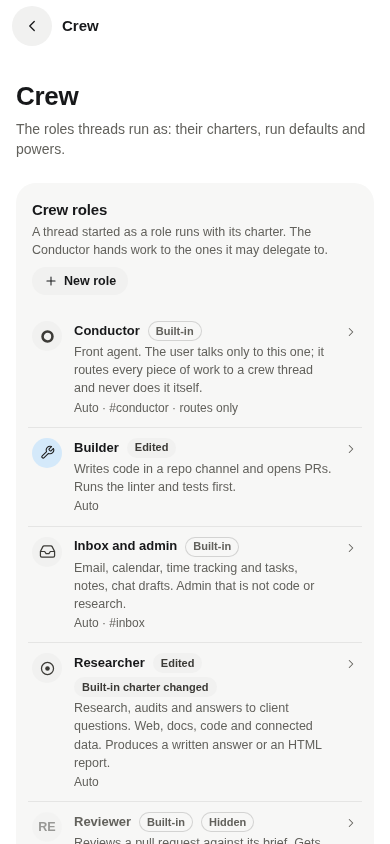 Crew
Crew
The roles threads run as: their charters, run defaults and
powers.
Crew roles
A thread started as a role runs with its charter. The
Conductor hands work to the ones it may delegate to.
New role
Conductor Built-in
Front agent. The user talks only to this one; it
routes every piece of work to a crew thread
and never does it itself.
Auto · #conductor · routes only
Builder Edited
Writes code in a repo channel and opens PRs.
Runs the linter and tests first.
Auto
Inbox and admin Built-in
Email, calendar, time tracking and tasks,
notes, chat drafts. Admin that is not code or
research.
Auto · #inbox
Researcher Edited
Built-in charter changed
Research, audits and answers to client
questions. Web, docs, code and connected
data. Produces a written answer or an HTML
report.
Auto
RE Reviewer Built-in Hidden
Reviews a pull request against its brief. Gets